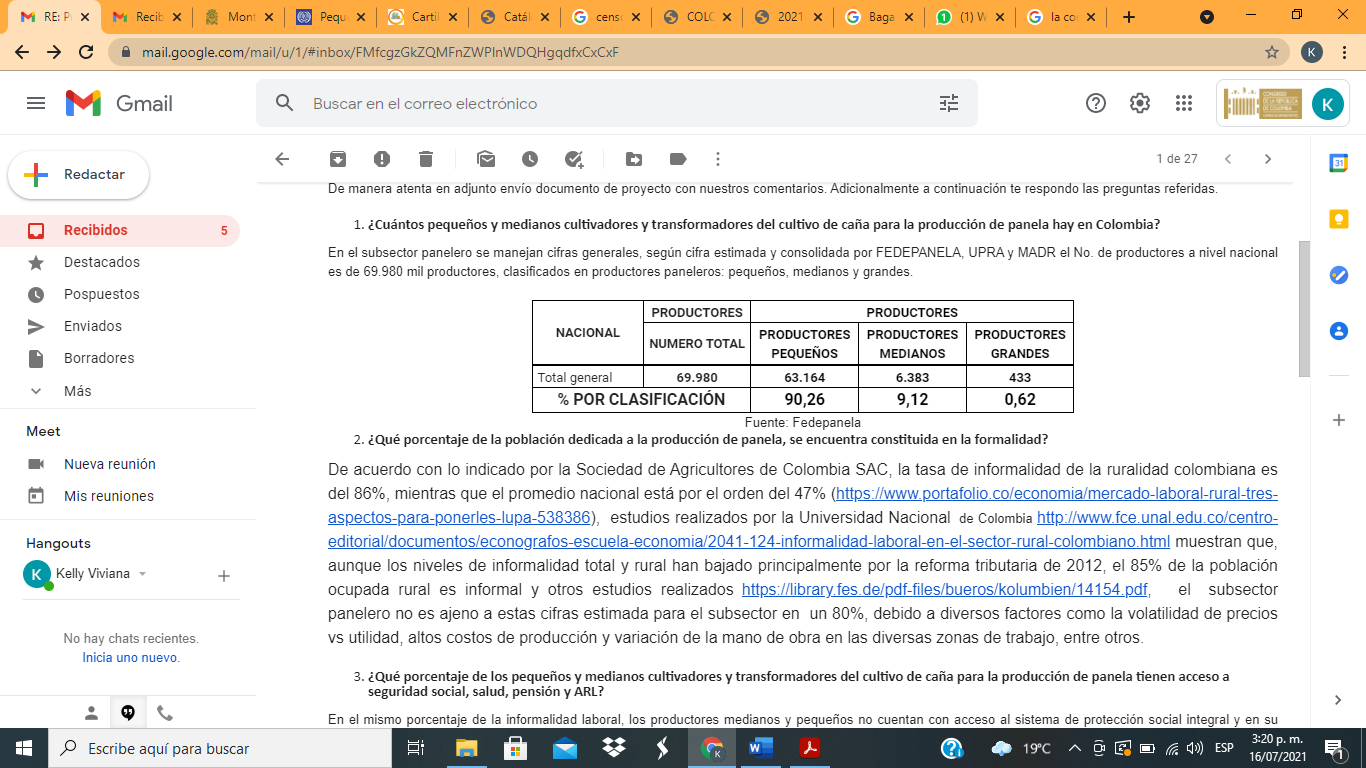 RE: P
Recib
Mont
Pequ
Cartil
Catál
censo
COLC
2021
Baga
(1) W
la co
mail.google.com/mail/u/1/#inbox/FMfcgzGkZQMFnZWPlnWDQHgqdfxCxCxF
K
Gmail
Buscar en el correo electrónico
CONGRESO
DE LA REPÚBLICA
DE COLOMBIA
K
Redactar
1 de 27
31
Recibidos 5
Destacados
Pospuestos
Enviados
Borradores
Más
Meet
Nueva reunión
Mis reuniones
Hangouts
K Kelly Viviana
No hay chats recientes.
Inicia uno nuevo.
De manera atenta en adjunto envío documento de proyecto con nuestros comentarios. Adicionalmente a continuación te respondo las preguntas referidas.
1. ¿Cuántos pequeños y medianos cultivadores y transformadores del cultivo de caña para la producción de panela hay en Colombia?
En el subsector panelero se manejan cifras generales, según cifra estimada y consolidada por FEDEPANELA, UPRA y MADR el No. de productores a nivel nacional
es de 69.980 mil productores, clasificados en productores paneleros: pequeños, medianos y grandes.
NACIONAL PRODUCTORES PRODUCTORES
NUMERO TOTAL PRODUCTORES PEQUEÑOS PRODUCTORES MEDIANOS PRODUCTORES GRANDES
Total general 69.980 63.164 6.383 433
% POR CLASIFICACIÓN 90,26 9,12 0,62
Fuente: Fedepanela
2. ¿Qué porcentaje de la población dedicada a la producción de panela, se encuentra constituida en la formalidad?
De acuerdo con lo indicado por la Sociedad de Agricultores de Colombia SAC, la tasa de informalidad de la ruralidad colombiana es
del 86%, mientras que el promedio nacional está por el orden del 47% (https://www.portafolio.co/economia/mercado-laboral-rural-tres-
aspectos-para-ponerles-lupa-538386), estudios realizados por la Universidad Nacional de Colombia http://www.fce.unal.edu.co/centro-
editorial/documentos/econografos-escuela-economia/2041-124-informalidad-laboral-en-el-sector-rural-colombiano.html muestran que,
aunque los niveles de informalidad total y rural han bajado principalmente por la reforma tributaria de 2012, el 85% de la población
ocupada rural es informal y otros estudios realizados https://library.fes.de/pdf-files/bueros/kolumbien/14154.pdf, el subsector
panelero no es ajeno a estas cifras estimada para el subsector en un 80%, debido a diversos factores como la volatilidad de precios
vs utilidad, altos costos de producción y variación de la mano de obra en las diversas zonas de trabajo, entre otros.
3. ¿Qué porcentaje de los pequeños y medianos cultivadores y transformadores del cultivo de caña para la producción de panela tienen acceso a
seguridad social, salud, pensión y ARL?
En el mismo porcentaje de la informalidad laboral, los productores medianos y pequeños no cuentan con acceso al sistema de protección social integral y en su
Escribe aquí para buscar
19°C
ESP
3:20 p. m.
16/07/2021
1